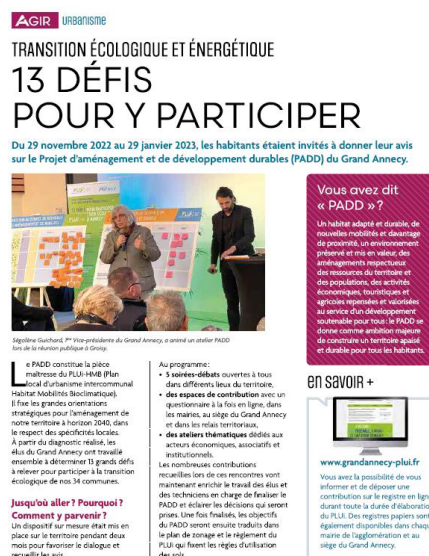 AGIR URBANISME
TRANSITION ÉCOLOGIQUE ET ÉNERGÉTIQUE
13 DÉFIS
POUR Y PARTICIPER
Du 29 novembre 2022 au 29 janvier 2023, les habitants étaient invités à donner leur avis
sur le Projet d'aménagement et de développement durables (PADD) du Grand Annecy.
Ségolène Guichard, 7ème Vice-présidente du Grand Annecy, a animé un atelier PADD
lors de la réunion publique à Groisy.
Le PADD constitue la pièce
maîtresse du PLUi-HMB (Plan
local d'urbanisme intercommunal
Habitat Mobilités Bioclimatique).
Il fixe les grandes orientations
stratégiques pour l'aménagement de
notre territoire à horizon 2040, dans
le respect des spécificités locales.
À partir du diagnostic réalisé, les
élus du Grand Annecy ont travaillé
ensemble à déterminer 13 grands défis
à relever pour participer à la transition
écologique de nos 34 communes.
Jusqu'où aller ? Pourquoi ?
Comment y parvenir ?
Un dispositif sur mesure était mis en
place sur le territoire pendant deux
mois pour favoriser le dialogue et
recueillir les avis.
Au programme :
• 5 soirées-débats ouvertes à tous
dans différents lieux du territoire,
• des espaces de contribution avec un
questionnaire à la fois en ligne, dans
les mairies, au siège du Grand Annecy
et dans les relais territoriaux,
• des ateliers thématiques dédiés aux
acteurs économiques, associatifs et
institutionnels.
Les nombreuses contributions
recueillies lors de ces rencontres vont
maintenant enrichir le travail des élus et
des techniciens en charge de finaliser le
PADD et éclairer les décisions qui seront
prises. Une fois finalisés, les objectifs
du PADD seront ensuite traduits dans
le plan de zonage et le règlement du
PLUi qui fixent les règles d'utilisation
des sols.
Vous avez dit
« PADD » ?
Un habitat adapté et durable, de
nouvelles mobilités et davantage
de proximité, un environnement
préservé et mis en valeur, des
aménagements respectueux
des ressources du territoire et
des populations, des activités
économiques, touristiques et
agricoles repensées et valorisées
au service d'un développement
soutenable pour tous : le PADD se
donne comme ambition majeure
de construire un territoire apaisé
et durable pour tous les habitants.
en savoir +
www.grandannecy-plui.fr
Vous avez la possibilité de vous
informer et de déposer une
contribution sur le registre en ligne
durant toute la durée d'élaboration
du PLUi. Des registres papiers sont
également disponibles dans chaque
mairie de l'agglomération et au
siège du Grand Annecy.